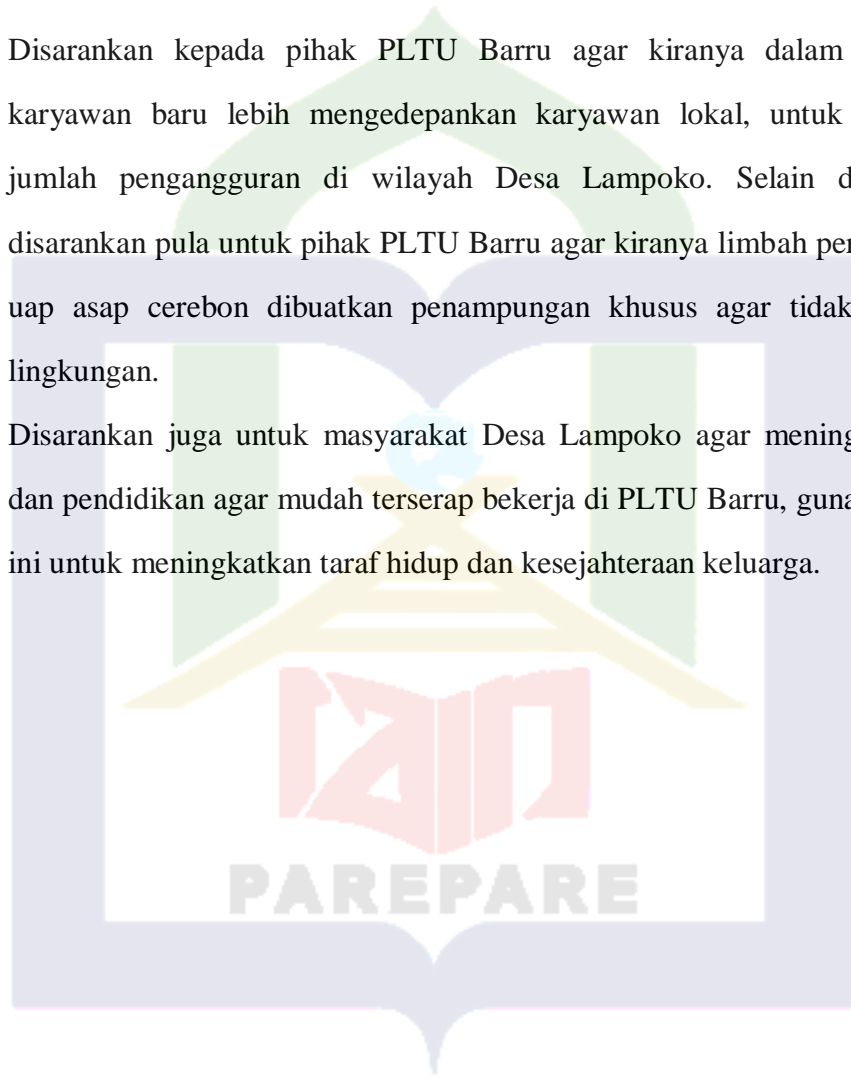 Disarankan kepada pihak PLTU Barru agar kiranya dalam
karyawan baru lebih mengedepankan karyawan lokal, untuk
jumlah pengangguran di wilayah Desa Lampoko. Selain d
disarankan pula untuk pihak PLTU Barru agar kiranya limbah per
uap asap cerebon dibuatkan penampungan khusus agar tidak
lingkungan.
Disarankan juga untuk masyarakat Desa Lampoko agar mening
dan pendidikan agar mudah terserap bekerja di PLTU Barru, guna
ini untuk meningkatkan taraf hidup dan kesejahteraan keluarga.
iain
PAREPARE